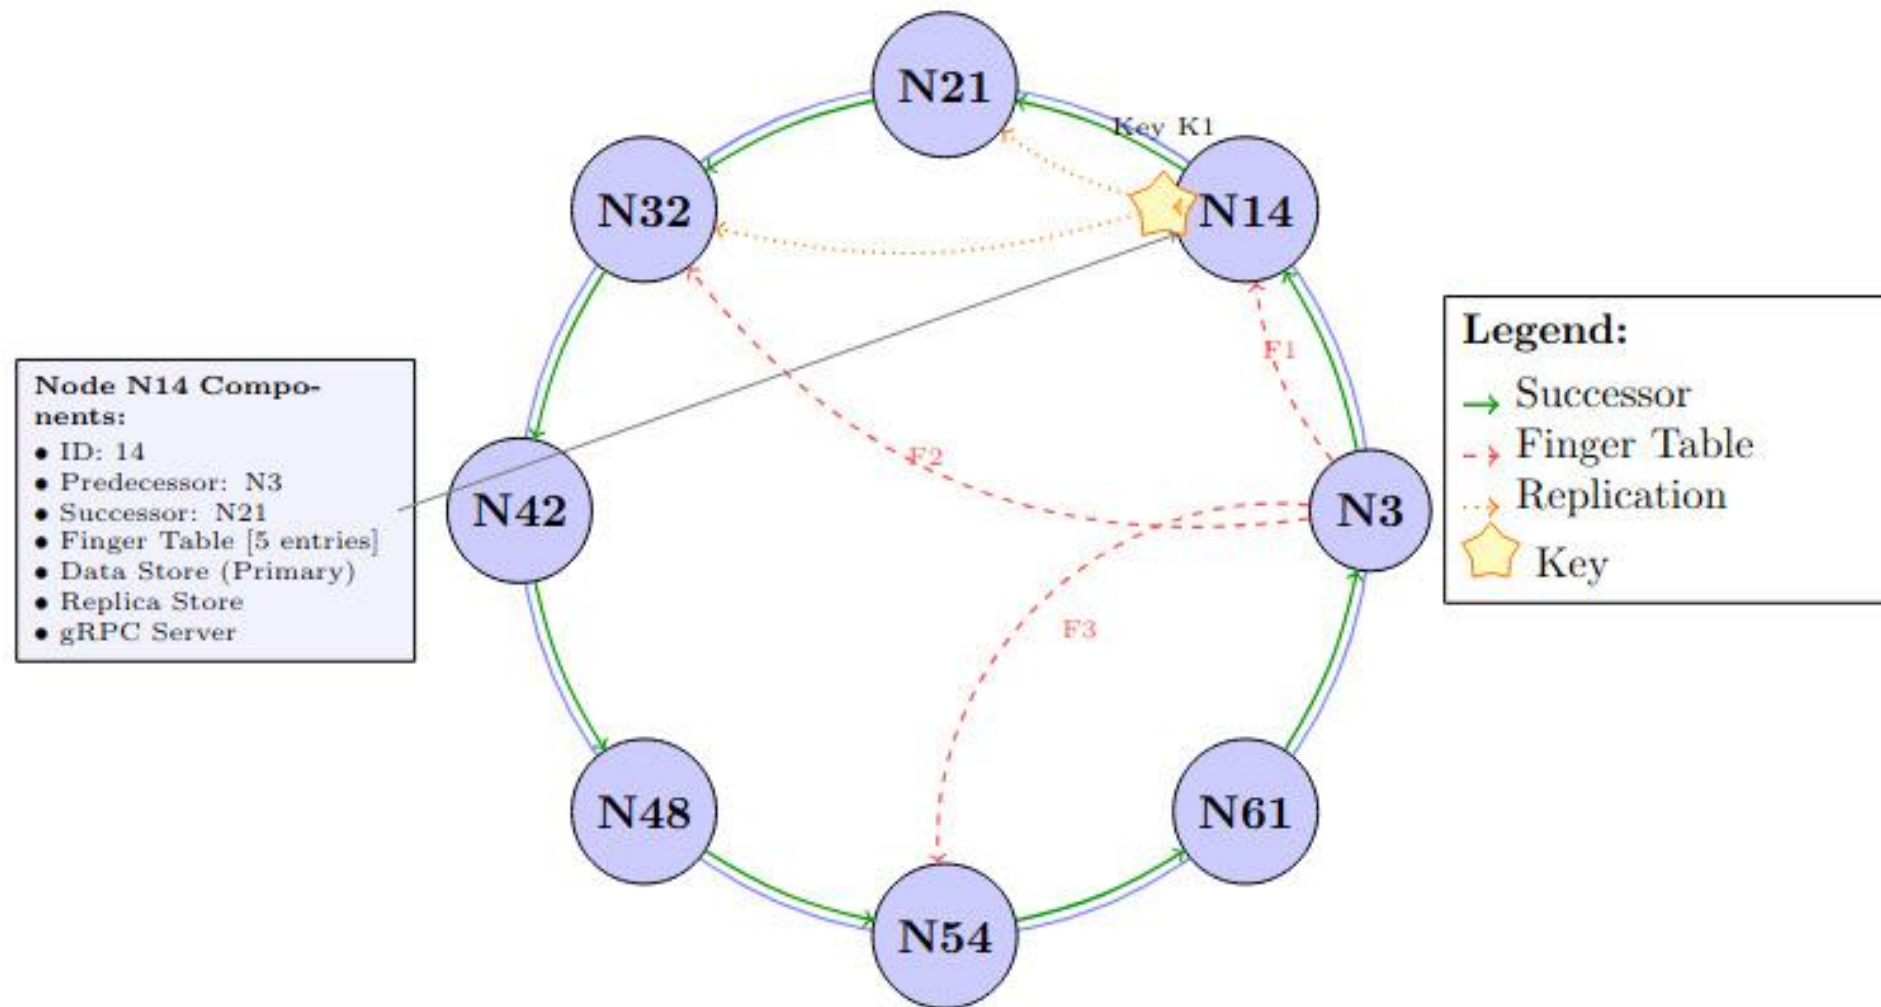 N21
Key K1
N32
N14
F1
Legend:
Successor
Finger Table
Replication
Key
Node N14 Compo-
nents:
• ID: 14
• Predecessor: N3
• Successor: N21
• Finger Table [5 entries]
• Data Store (Primary)
• Replica Store
• gRPC Server
F2
N42
N3
F3
N48
N61
N54